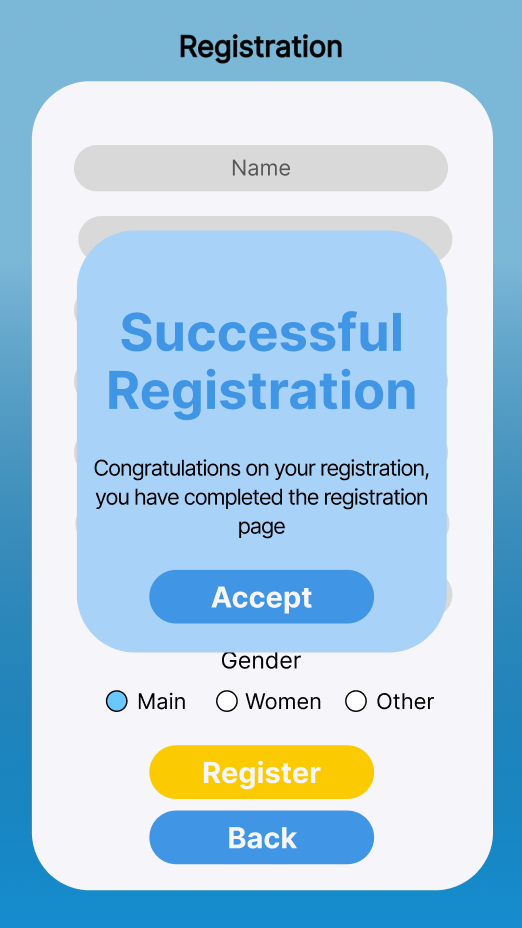 Registration
Name
Successful
Registration
Congratulations on your registration,
you have completed the registration
page
Accept
Gender
Main Women Other
Register
Back